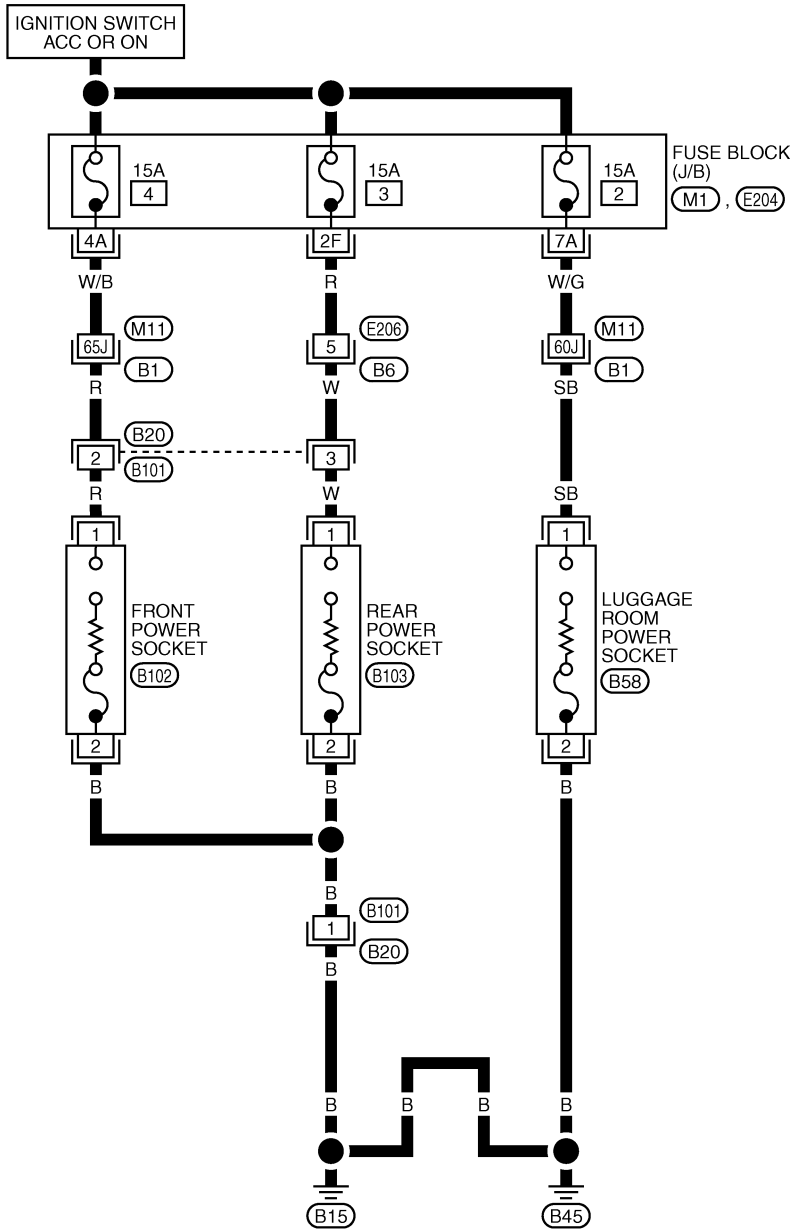 IGNITION SWITCH
ACC OR ON
15A
4
15A
3
15A
2
FUSE BLOCK
(J/B)
M1 , E204
4A
2F
7A
W/B
R
W/G
65J
M11
B1
5
E206
B6
60J
M11
B1
R
W
SB
2
B20
B101
3
R
W
SB
1
1
1
FRONT
POWER
SOCKET
B102
REAR
POWER
SOCKET
B103
LUGGAGE
ROOM
POWER
SOCKET
B58
2
2
2
B
B
B
B
1
B101
B20
B
B
B
B
B
B15
B45